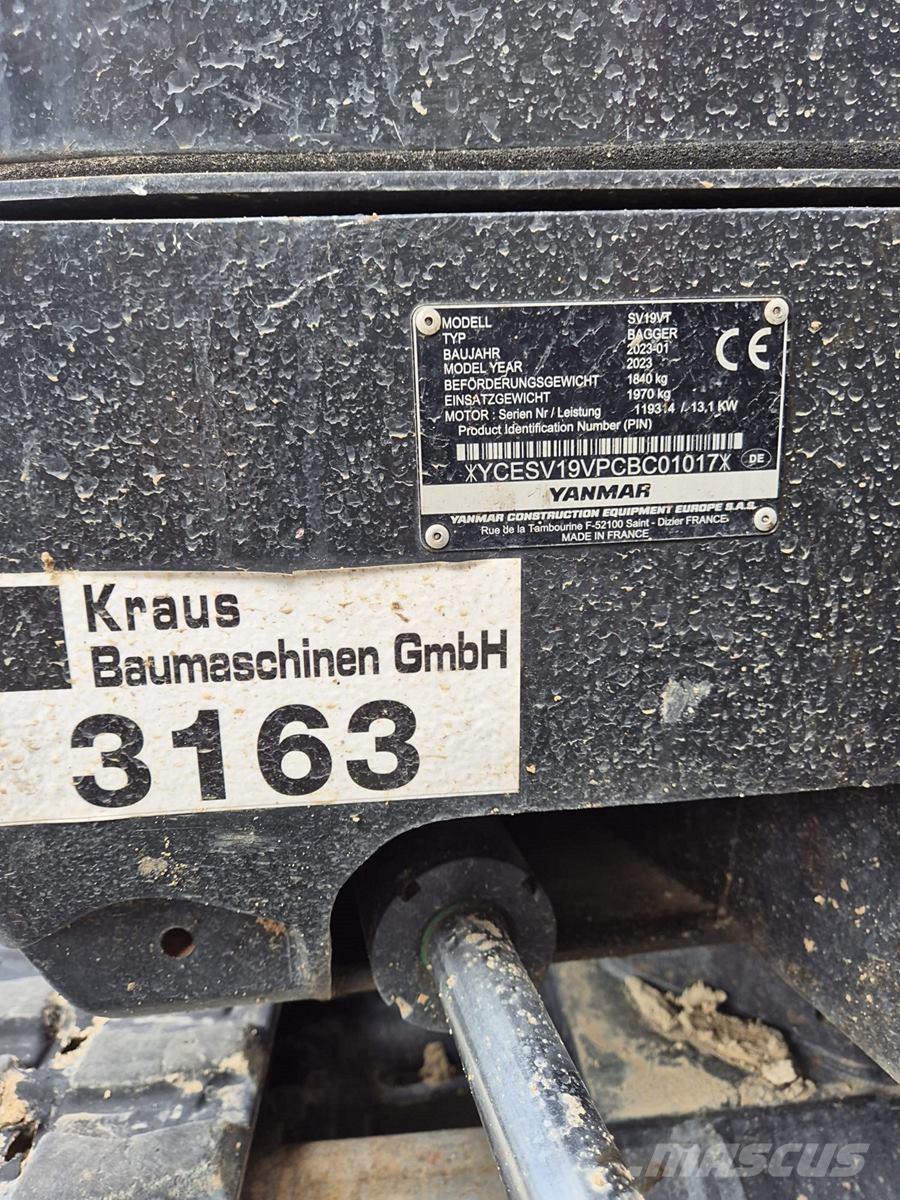 MODELL SV19VT
TYP BAGGER
BAUJAHR 2023-01
MODEL YEAR 2023
BEFÖRDERUNGSGEWICHT 1840 kg
EINSATZGEWICHT 1970 kg
MOTOR : Serien Nr / Leistung 119314 / 13,1 KW
Product Identification Number (PIN)
CE
*YCESV19VPCBC01017* DE
YANMAR
YANMAR CONSTRUCTION EQUIPMENT EUROPE S.A.S.
Rue de la Tambourine F-52100 Saint - Dizier FRANCE
MADE IN FRANCE
Kraus
Baumaschinen GmbH
3163
MASCUS